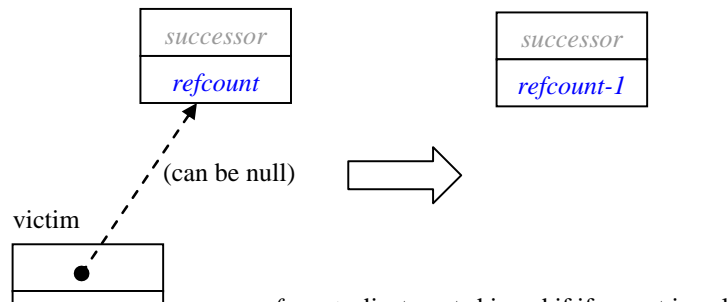 successor
successor
refcount
refcount-1
(can be null)
victim